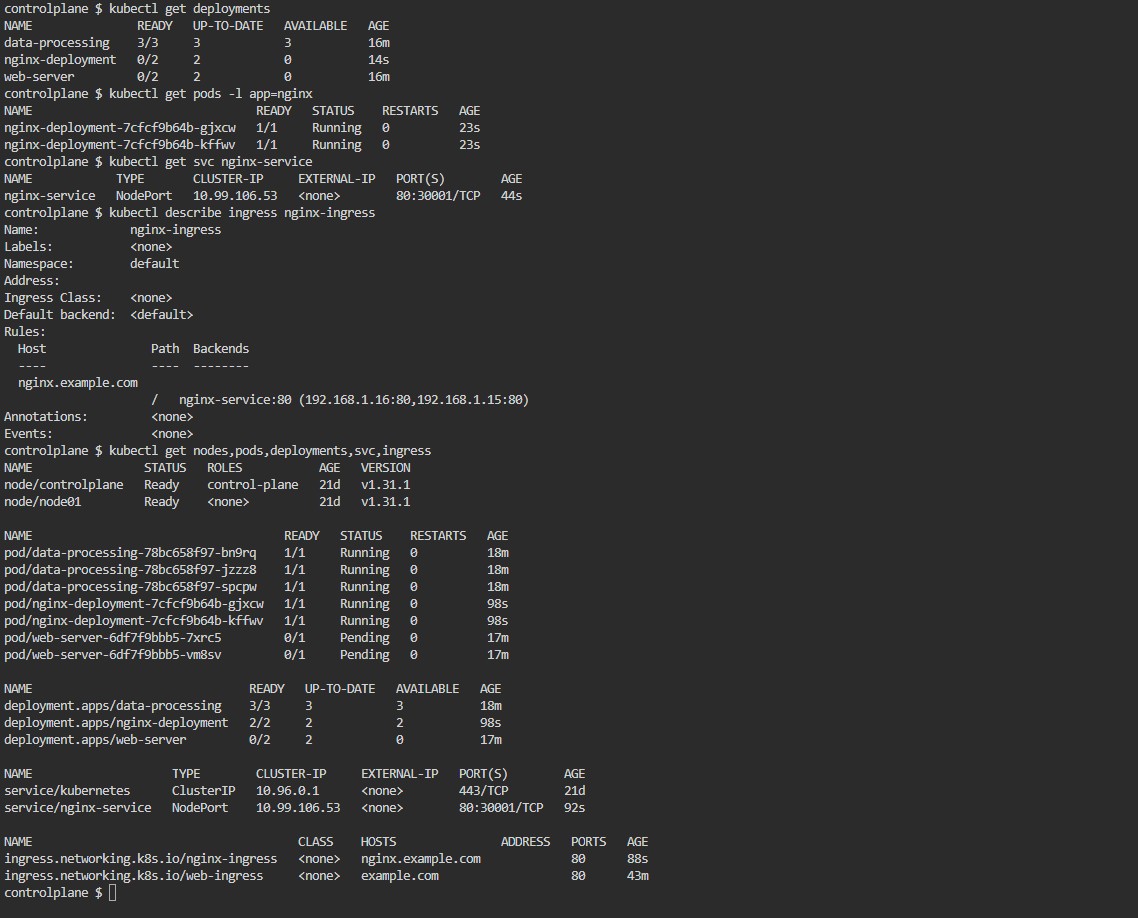 controlplane $ kubectl get deployments
NAME               READY   UP-TO-DATE   AVAILABLE   AGE
data-processing    3/3     3            3           16m
nginx-deployment   0/2     2            0           14s
web-server         0/2     2            0           16m
controlplane $ kubectl get pods -l app=nginx
NAME                                READY   STATUS    RESTARTS   AGE
nginx-deployment-7cfcf9b64b-gjxcw   1/1     Running   0          23s
nginx-deployment-7cfcf9b64b-kffwv   1/1     Running   0          23s
controlplane $ kubectl get svc nginx-service
NAME            TYPE       CLUSTER-IP     EXTERNAL-IP   PORT(S)        AGE
nginx-service   NodePort   10.99.106.53   <none>        80:30001/TCP   44s
controlplane $ kubectl describe ingress nginx-ingress
Name:             nginx-ingress
Labels:           <none>
Namespace:        default
Address:
Ingress Class:    <none>
Default backend:  <default>
Rules:
  Host               Path  Backends
  ----               ----  --------
  nginx.example.com
                     /   nginx-service:80 (192.168.1.16:80,192.168.1.15:80)
Annotations:         <none>
Events:              <none>
controlplane $ kubectl get nodes,pods,deployments,svc,ingress
NAME                STATUS   ROLES           AGE   VERSION
node/controlplane   Ready    control-plane   21d   v1.31.1
node/node01         Ready    <none>          21d   v1.31.1

NAME                                    READY   STATUS    RESTARTS   AGE
pod/data-processing-78bc658f97-bn9rq    1/1     Running   0          18m
pod/data-processing-78bc658f97-jzzz8    1/1     Running   0          18m
pod/data-processing-78bc658f97-spcpw    1/1     Running   0          18m
pod/nginx-deployment-7cfcf9b64b-gjxcw   1/1     Running   0          98s
pod/nginx-deployment-7cfcf9b64b-kffwv   1/1     Running   0          98s
pod/web-server-6df7f9bbb5-7xrc5         0/1     Pending   0          17m
pod/web-server-6df7f9bbb5-vm8sv         0/1     Pending   0          17m

NAME                               READY   UP-TO-DATE   AVAILABLE   AGE
deployment.apps/data-processing    3/3     3            3           18m
deployment.apps/nginx-deployment   2/2     2            2           98s
deployment.apps/web-server         0/2     2            0           17m

NAME                    TYPE        CLUSTER-IP     EXTERNAL-IP   PORT(S)        AGE
service/kubernetes      ClusterIP   10.96.0.1      <none>        443/TCP        21d
service/nginx-service   NodePort    10.99.106.53   <none>        80:30001/TCP   92s

NAME                                      CLASS    HOSTS               ADDRESS   PORTS   AGE
ingress.networking.k8s.io/nginx-ingress   <none>   nginx.example.com             80      88s
ingress.networking.k8s.io/web-ingress     <none>   example.com                   80      43m
controlplane $